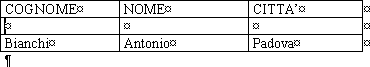 COGNOME¤ NOME¤ CITTA'¤ ¤
¤ ¤ ¤ ¤
Bianchi¤ Antonio¤ Padova¤ ¤
¶